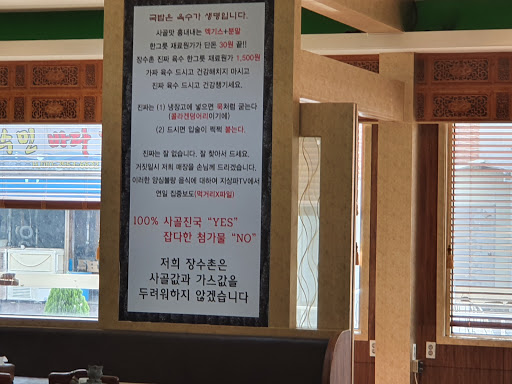 국밥은 육수가 생명입니다.
사골맛 흉내내는 엑기스+분말
한그릇 재료원가가 단돈 30원 끝!!
장수촌 진짜 육수 한그릇 재료원가 1,500원
가짜 육수 드시고 건강해치지 마시고
진짜 육수 드시고 건강챙기세요.
진짜는 (1) 냉장고에 넣으면 묵처럼 굳는다
(콜라겐덩어리이기에)
(2) 드시면 입술이 쩍쩍 붙는다.
진짜는 잘 없습니다. 잘 찾아서 드세요.
거짓일시 저희 매장을 손님께 드리겠습니다.
이러한 양심불량 음식에 대하여 지상파TV에서
연일 집중보도(먹거리X파일)
100% 사골진국 “YES”
잡다한 첨가물 “NO”
저희 장수촌은
사골값과 가스값을
두려워하지 않겠습니다